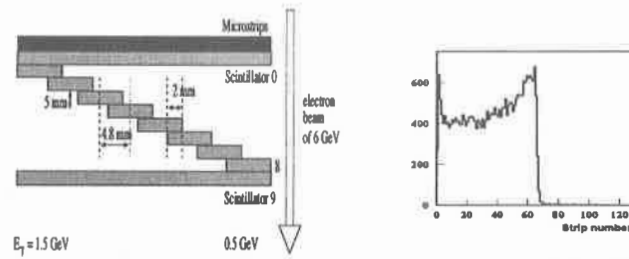 Microstrips
Scintillator 0
5 mm
2 mm
4.8 mm
electron
beam
of 6 GeV
8
Scintillator 9
E γ = 1.5 GeV
0.5 GeV
600
400
200
0
0
20
40
60
80
100
120
Strip number